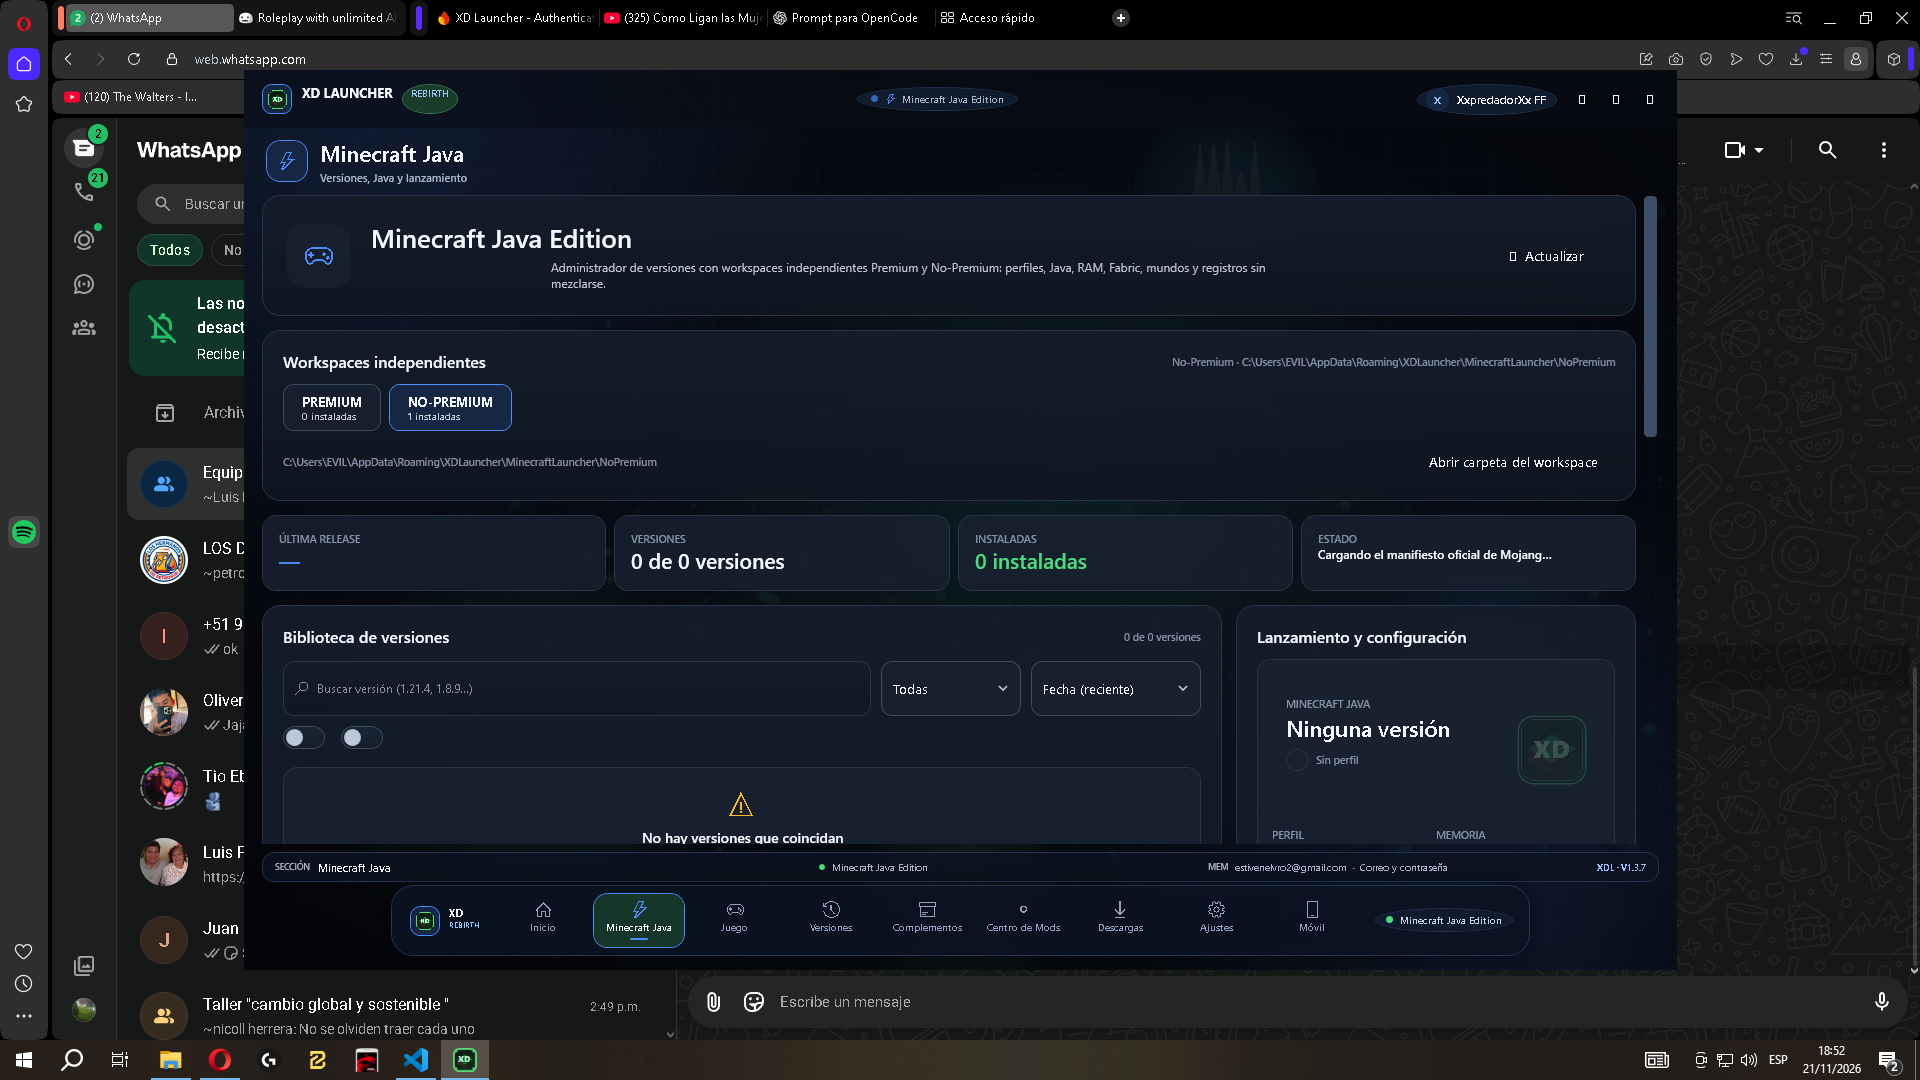 (2) WhatsApp
Roleplay with unlimited AI
XD Launcher - Authenticat
(325) Como Ligan las Muje
Prompt para OpenCode
Acceso rápido
web.whatsapp.com
(120) The Walters - I...
XD LAUNCHER
REBIRTH
Minecraft Java Edition
X
XxpredadorXx FF
2
WhatsApp
21
Minecraft Java
Versiones, Java y lanzamiento
Buscar un
Todos
No
Minecraft Java Edition
Administrador de versiones con workspaces independientes Premium y No-Premium: perfiles, Java, RAM, Fabric, mundos y registros sin
mezclarse.
Actualizar
Las no
desact
Recibe
Workspaces independientes
No-Premium · C:\Users\EVIL\AppData\Roaming\XDLauncher\MinecraftLauncher\NoPremium
PREMIUM
0 instaladas
NO-PREMIUM
1 instaladas
C:\Users\EVIL\AppData\Roaming\XDLauncher\MinecraftLauncher\NoPremium
Abrir carpeta del workspace
Archiv
Equip
~Luis
LOS D
~petro
ÚLTIMA RELEASE
—
VERSIONES
0 de 0 versiones
INSTALADAS
0 instaladas
ESTADO
Cargando el manifiesto oficial de Mojang...
I
+51 9
ok
Oliver
Jaja
Tio Eb
Luis F
https:/
J
Juan
Biblioteca de versiones
0 de 0 versiones
Buscar versión (1.21.4, 1.8.9...)
Todas
Fecha (reciente)
No hay versiones que coincidan
Lanzamiento y configuración
MINECRAFT JAVA
Ninguna versión
Sin perfil
XD
PERFIL
MEMORIA
SECCIÓN
Minecraft Java
Minecraft Java Edition
MEM
estivenelvro2@gmail.com - Correo y contraseña
XDL · V1.3.7
XD
REBIRTH
Inicio
Minecraft Java
Juego
Versiones
Complementos
Centro de Mods
Descargas
Ajustes
Móvil
Minecraft Java Edition
Taller "cambio global y sostenible "
2:49 p.m.
~nicoll herrera: No se olviden traer cada uno
Escribe un mensaje
ESP
18:52
21/11/2026
2